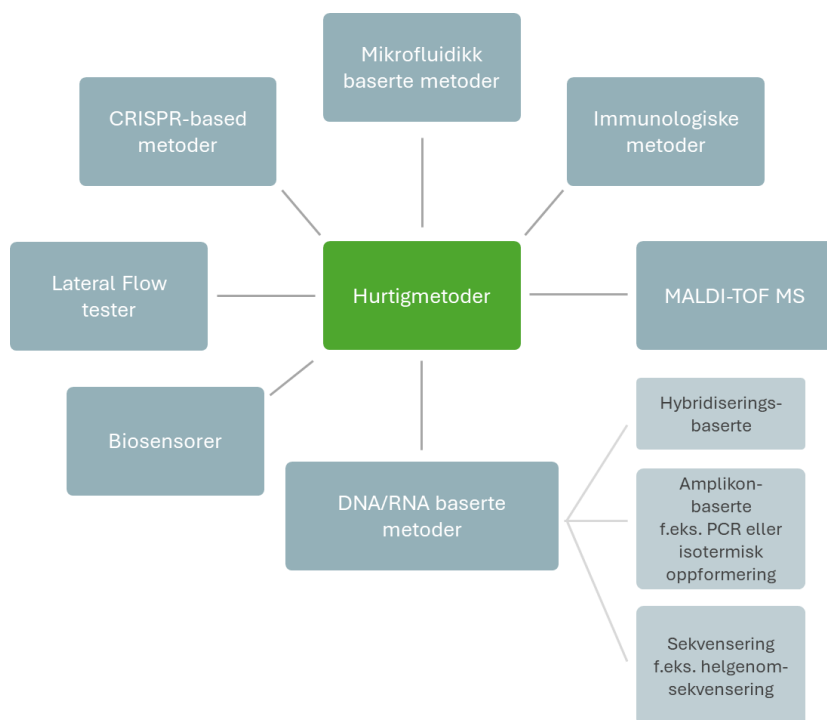 Mikrofluidikk
baserte metoder
CRISPR-based
metoder
Immunologiske
metoder
Lateral Flow
tester
Hurtigmetoder
MALDI-TOF MS
Biosensorer
DNA/RNA baserte
metoder
Hybridiserings-
baserte
Amplikon-
baserte
f.eks. PCR eller
isotermisk
oppformering
Sekvensering
f.eks. helgenom-
sekvensering